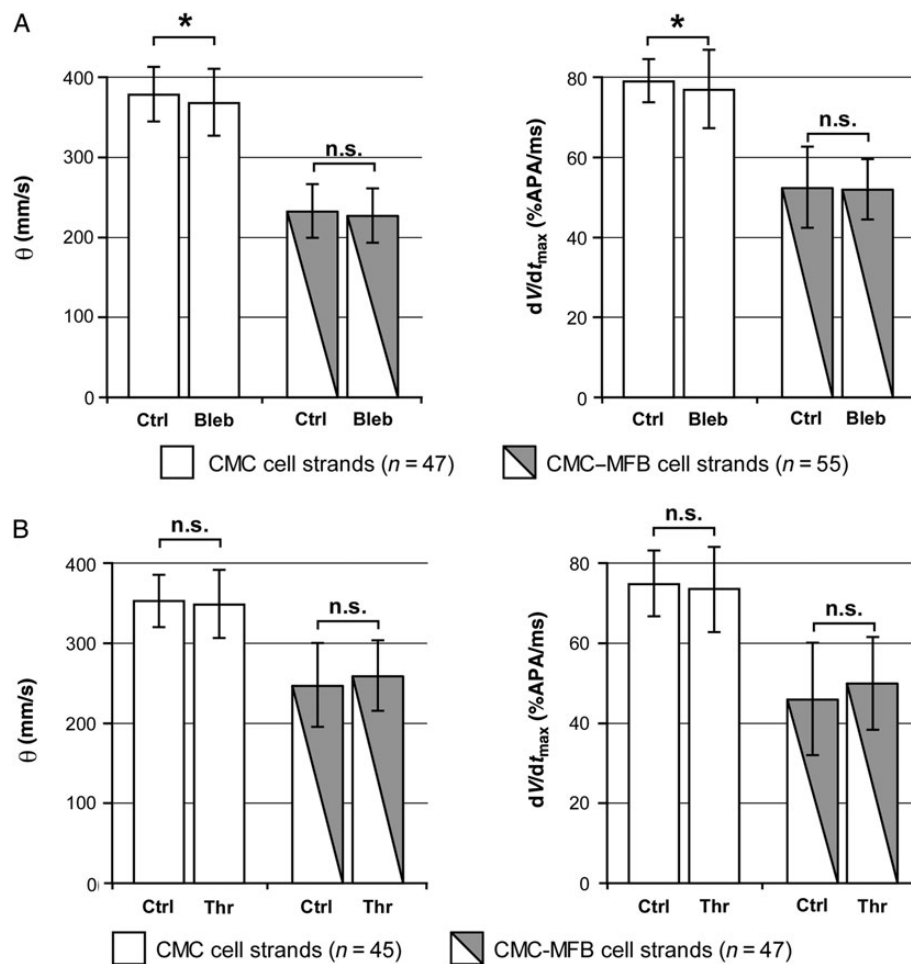 A
*
n.s.
400
300
200
100
0
θ (mm/s)
Ctrl Bleb Ctrl Bleb
*
n.s.
80
60
40
20
0
dV/dtmax (%APA/ms)
Ctrl Bleb Ctrl Bleb
CMC cell strands (n = 47) CMC–MFB cell strands (n = 55)
B
n.s.
n.s.
400
300
200
100
0
θ (mm/s)
Ctrl Thr Ctrl Thr
n.s.
n.s.
80
60
40
20
0
dV/dtmax (%APA/ms)
Ctrl Thr Ctrl Thr
CMC cell strands (n = 45) CMC-MFB cell strands (n = 47)